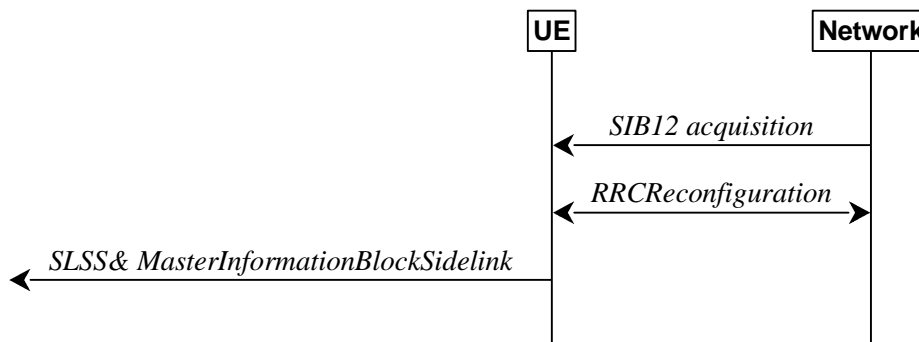 UE
Network
SIB12 acquisition
RRCReconfiguration
SLSS& MasterInformationBlockSidelink